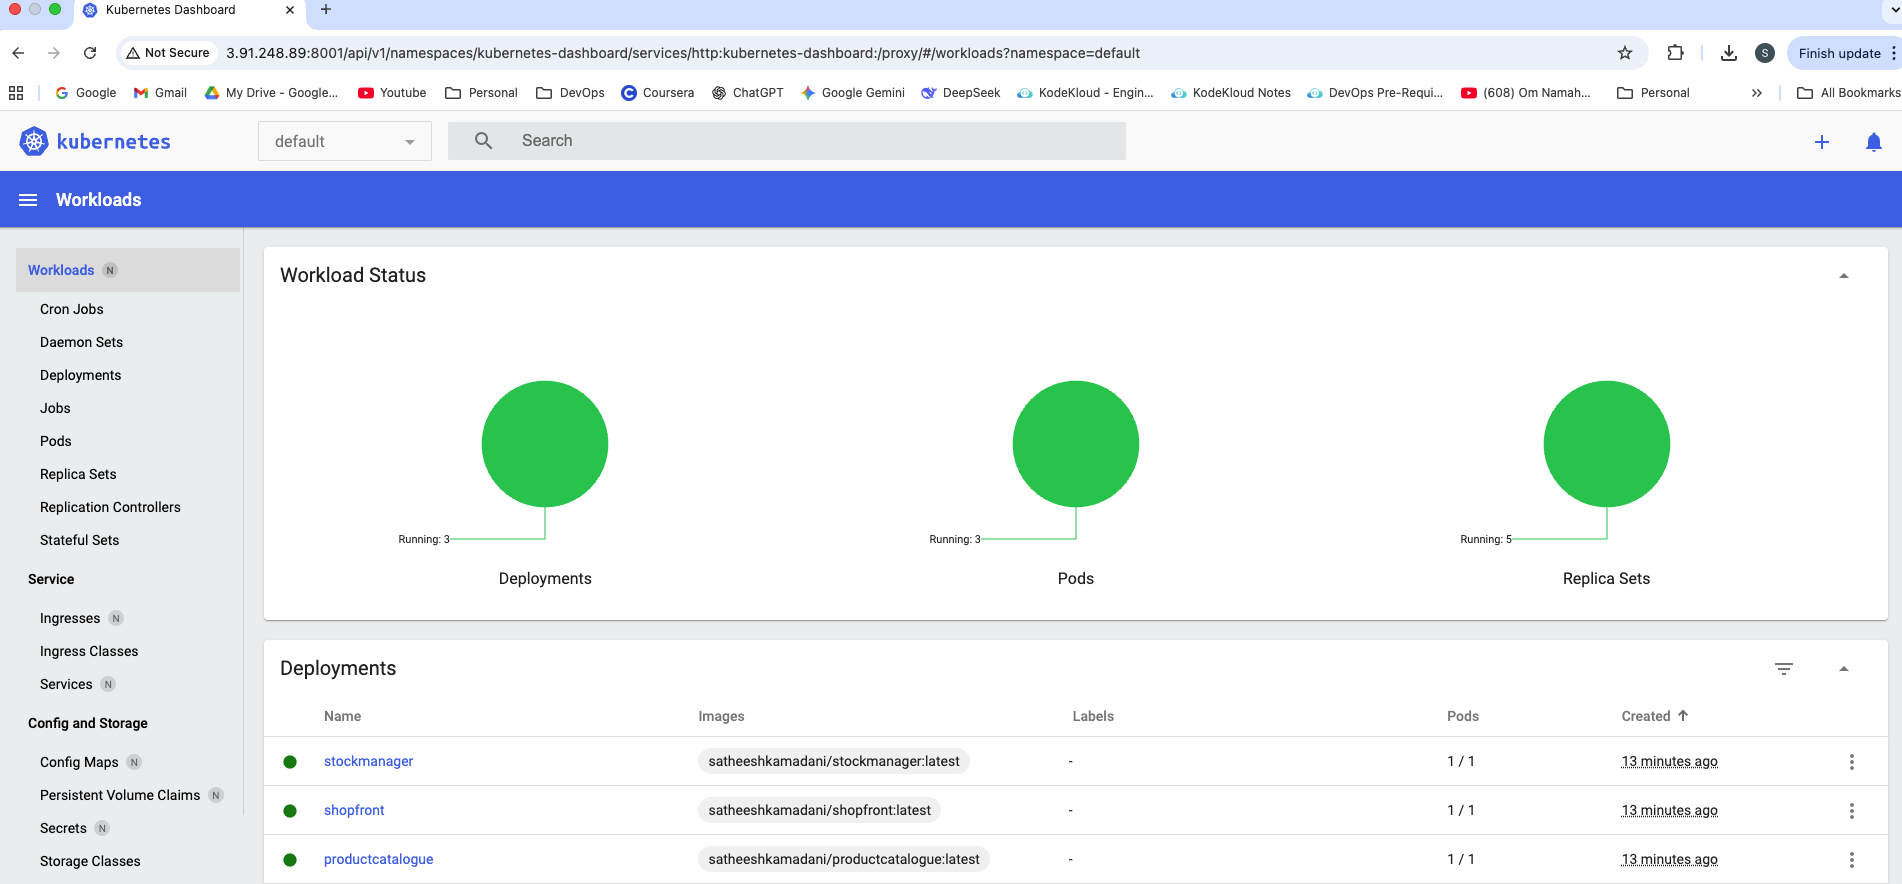 Kubernetes Dashboard
Not Secure 3.91.248.89:8001/api/v1/namespaces/kubernetes-dashboard/services/http:kubernetes-dashboard:/proxy/#/workloads?namespace=default S Finish update
Google Gmail My Drive - Google... Youtube Personal DevOps Coursera ChatGPT Google Gemini DeepSeek KodeKloud - Engin... KodeKloud Notes DevOps Pre-Requi... (608) Om Namah... Personal All Bookmarks
kubernetes default Search
Workloads
Workloads N
Cron Jobs
Daemon Sets
Deployments
Jobs
Pods
Replica Sets
Replication Controllers
Stateful Sets
Service
Ingresses N
Ingress Classes
Services N
Config and Storage
Config Maps N
Persistent Volume Claims N
Secrets N
Storage Classes
Workload Status
Running: 3 Running: 3 Running: 5
Deployments Pods Replica Sets
Deployments
Name Images Labels Pods Created
stockmanager satheeshkamadani/stockmanager:latest - 1 / 1 13 minutes ago
shopfront satheeshkamadani/shopfront:latest - 1 / 1 13 minutes ago
productcatalogue satheeshkamadani/productcatalogue:latest - 1 / 1 13 minutes ago